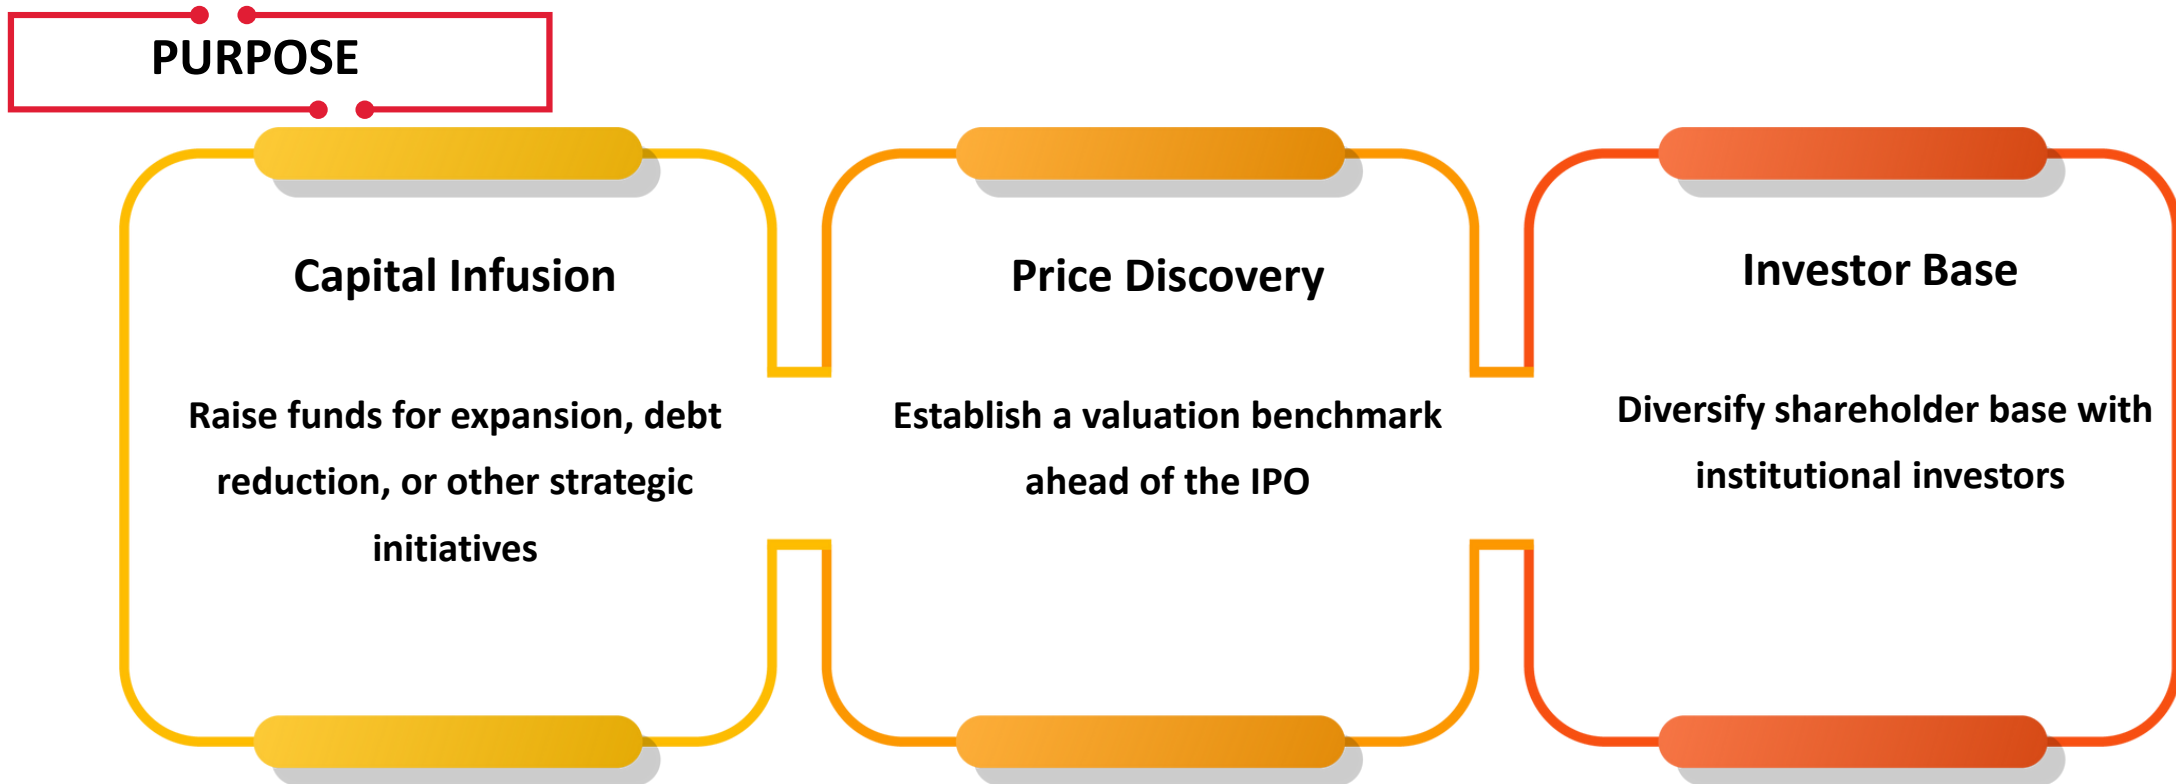 PURPOSE
Capital Infusion
Raise funds for expansion, debt
reduction, or other strategic
initiatives
Price Discovery
Establish a valuation benchmark
ahead of the IPO
Investor Base
Diversify shareholder base with
institutional investors